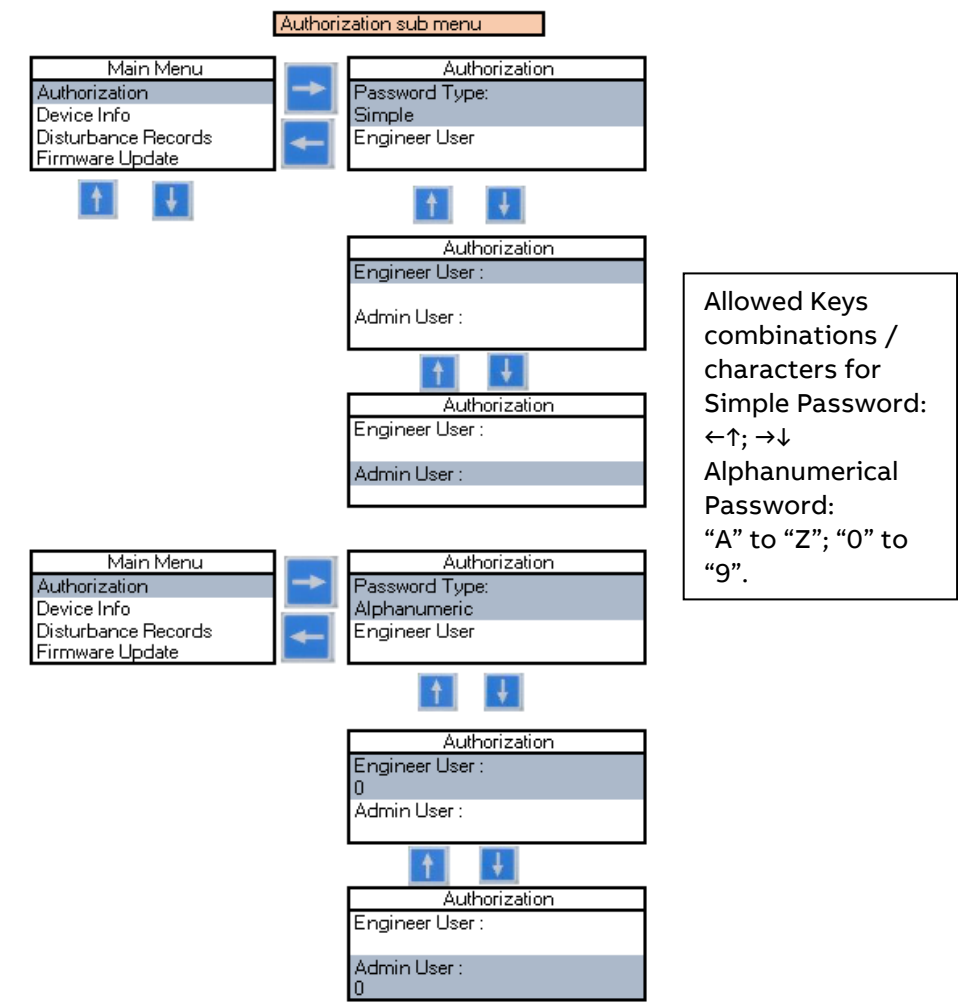 Authorization sub menu
Main Menu
Authorization
Device Info
Disturbance Records
Firmware Update
Authorization
Password Type:
Simple
Engineer User
Authorization
Engineer User :
Admin User :
Authorization
Engineer User :
Admin User :
Allowed Keys
combinations /
characters for
Simple Password:
←↑; →↓
Alphanumerical
Password:
“A” to “Z”; “0” to
“9”.
Main Menu
Authorization
Device Info
Disturbance Records
Firmware Update
Authorization
Password Type:
Alphanumeric
Engineer User
Authorization
Engineer User :
0
Admin User :
Authorization
Engineer User :
Admin User :
0